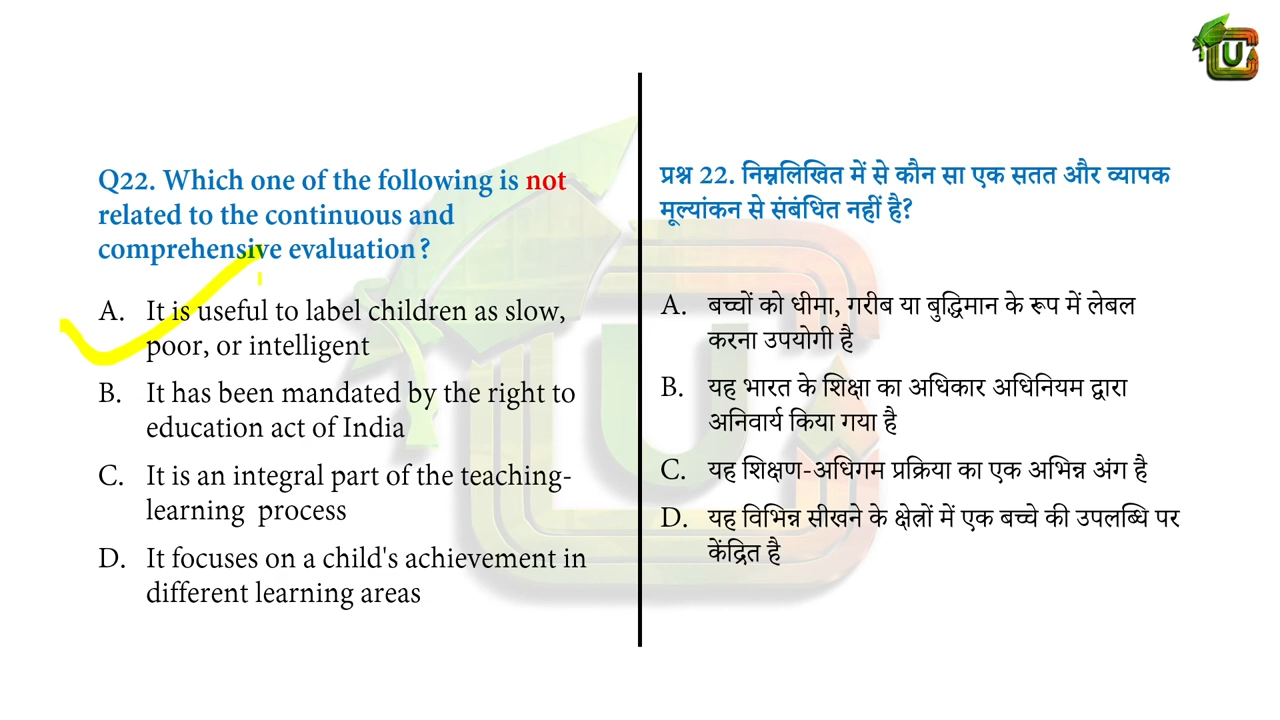 Q22. Which one of the following is not
related to the continuous and
comprehensive evaluation?
A. It is useful to label children as slow,
poor, or intelligent
B. It has been mandated by the right to
education act of India
C. It is an integral part of the teaching-
learning process
D. It focuses on a child's achievement in
different learning areas
प्रश्न 22. निम्नलिखित में से कौन सा एक सतत और व्यापक
मूल्यांकन से संबंधित नहीं है?
A. बच्चों को धीमा, गरीब या बुद्धिमान के रूप में लेबल
करना उपयोगी है
B. यह भारत के शिक्षा का अधिकार अधिनियम द्वारा
अनिवार्य किया गया है
C. यह शिक्षण-अधिगम प्रक्रिया का एक अभिन्न अंग है
D. यह विभिन्न सीखने के क्षेत्रों में एक बच्चे की उपलब्धि पर
केंद्रित है
U